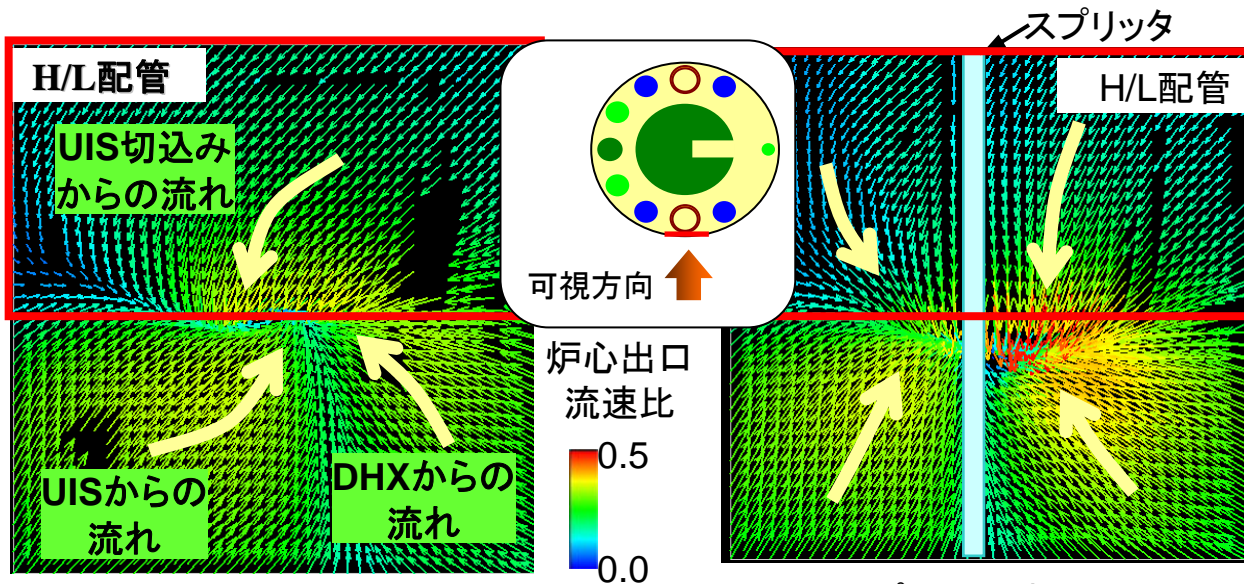 スプリッタ
H/L配管
H/L配管
UIS切込み
からの流れ
可視方向
炉心出口
流速比
0.5
0.0
UISからの
流れ
DHXからの
流れ